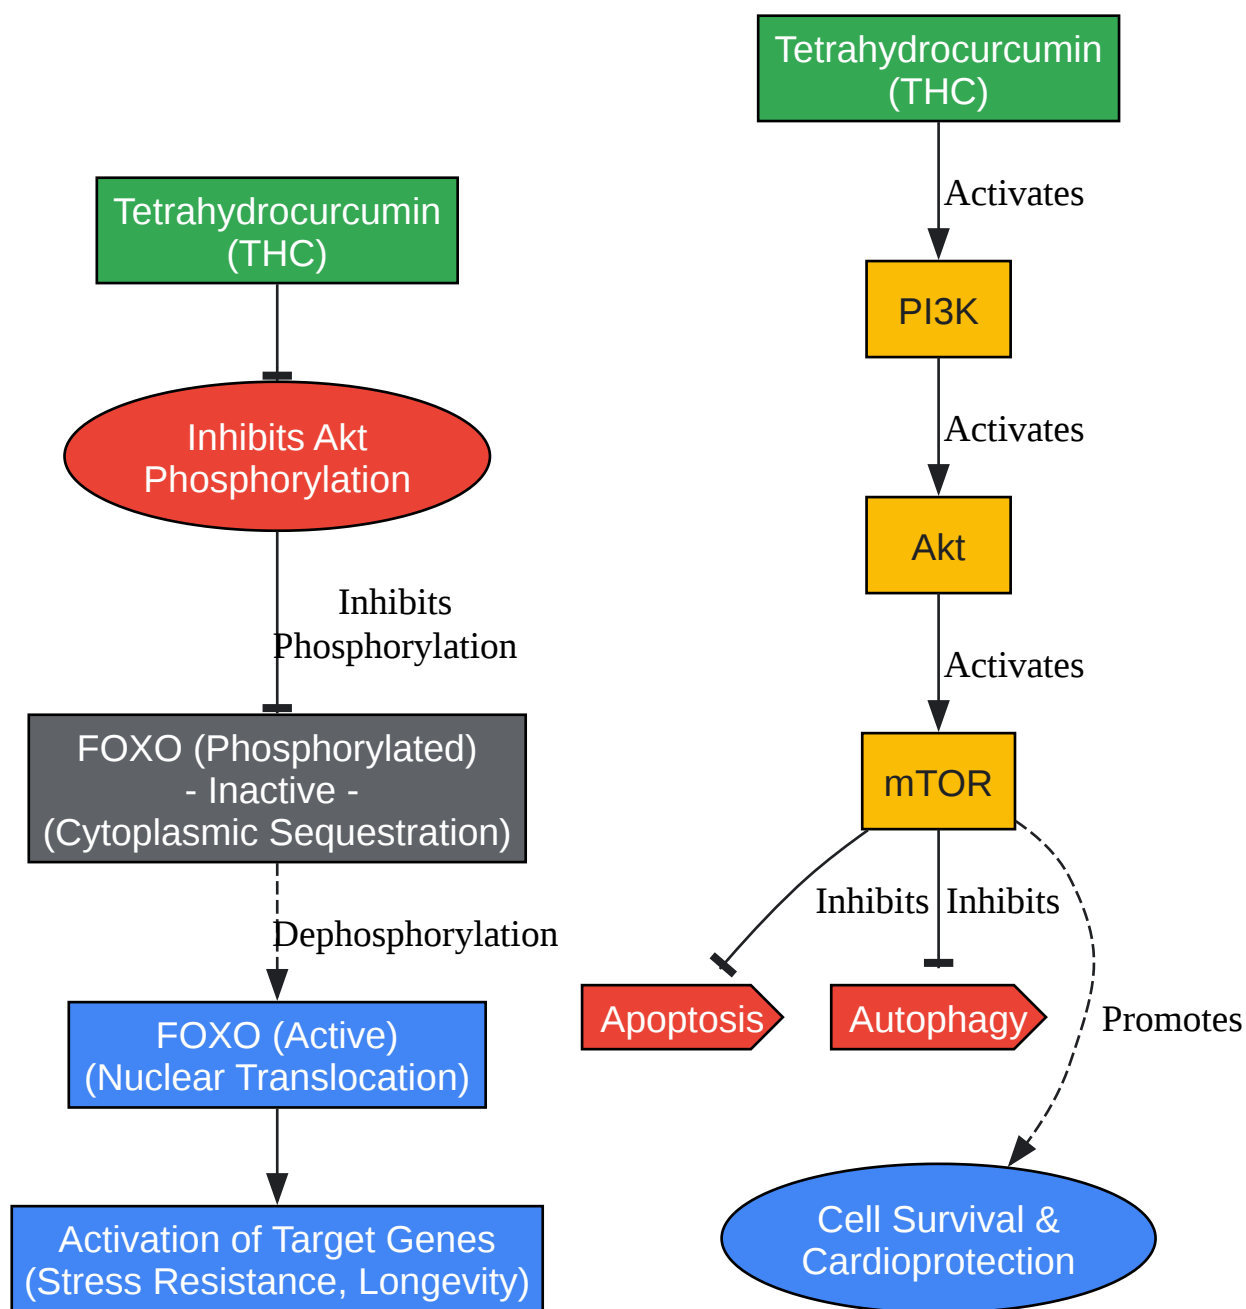 Tetrahydrocurcumin
(THC)
Inhibits Akt
Phosphorylation
Inhibits
Phosphorylation
FOXO (Phosphorylated)
- Inactive -
(Cytoplasmic Sequestration)
Dephosphorylation
FOXO (Active)
(Nuclear Translocation)
Activation of Target Genes
(Stress Resistance, Longevity)
Tetrahydrocurcumin
(THC)
Activates
PI3K
Activates
Akt
Activates
mTOR
Inhibits
Inhibits
Apoptosis
Autophagy
Promotes
Cell Survival &
Cardioprotection